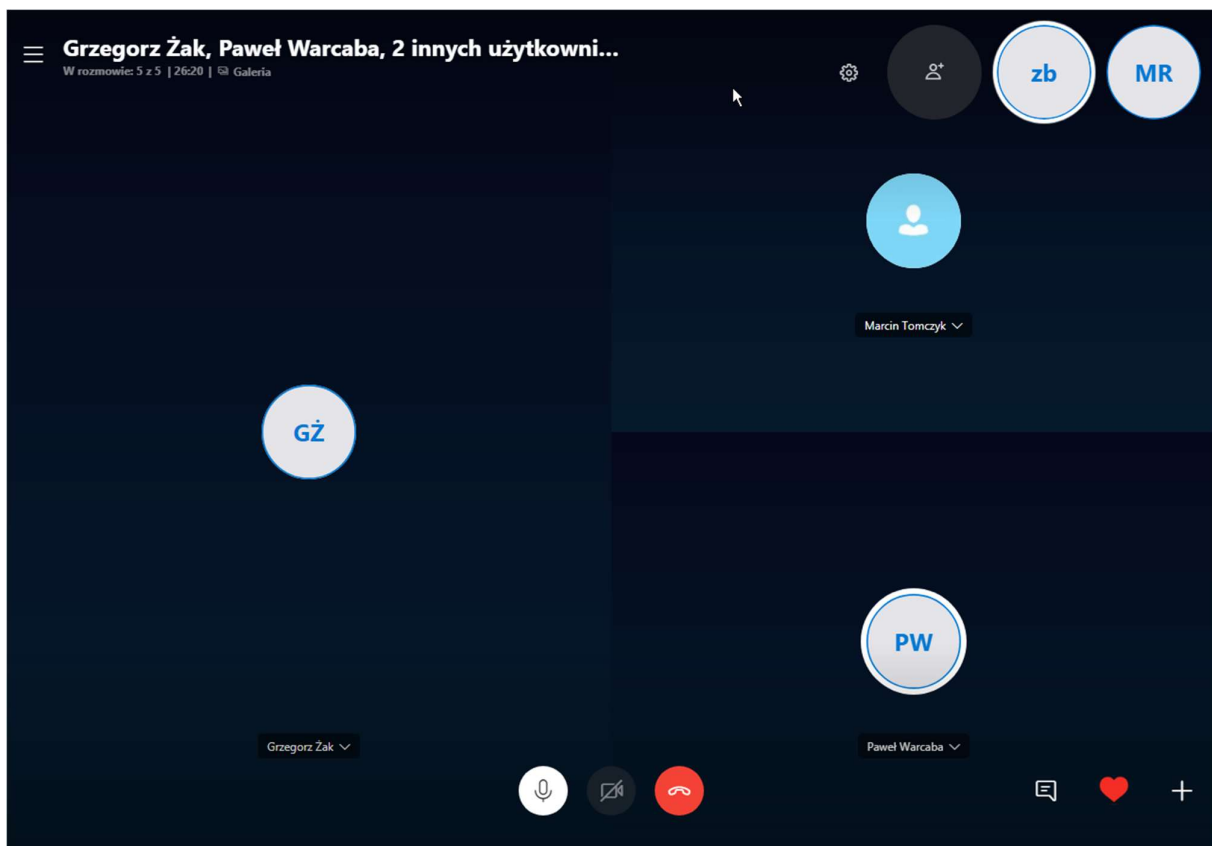 Grzegorz Żak, Paweł Warcaba, 2 innych użytkowni...
W rozmowie: 5 z 5 | 26:20 | Galeria
zb
MR
Marcin Tomczyk
GŻ
PW
Grzegorz Żak
Paweł Warcaba